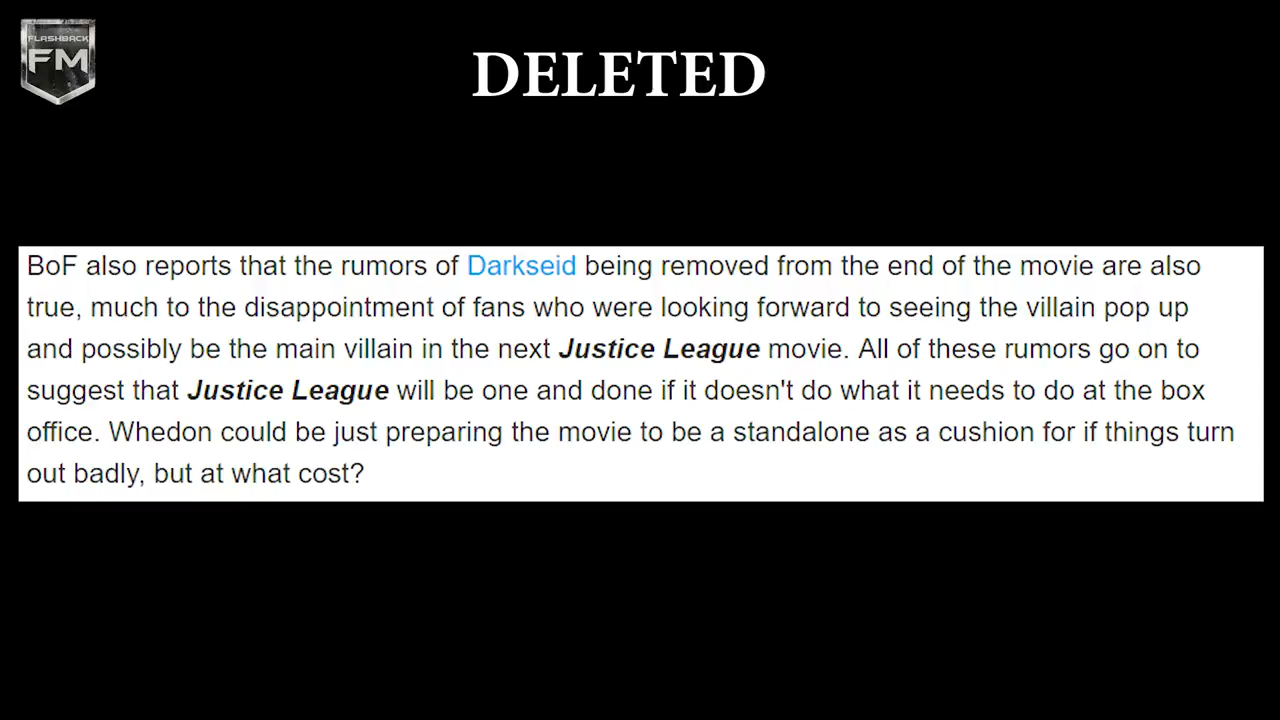 FLASHBACK
FM
DELETED
BoF also reports that the rumors of Darkseid being removed from the end of the movie are also
true, much to the disappointment of fans who were looking forward to seeing the villain pop up
and possibly be the main villain in the next Justice League movie. All of these rumors go on to
suggest that Justice League will be one and done if it doesn't do what it needs to do at the box
office. Whedon could be just preparing the movie to be a standalone as a cushion for if things turn
out badly, but at what cost?